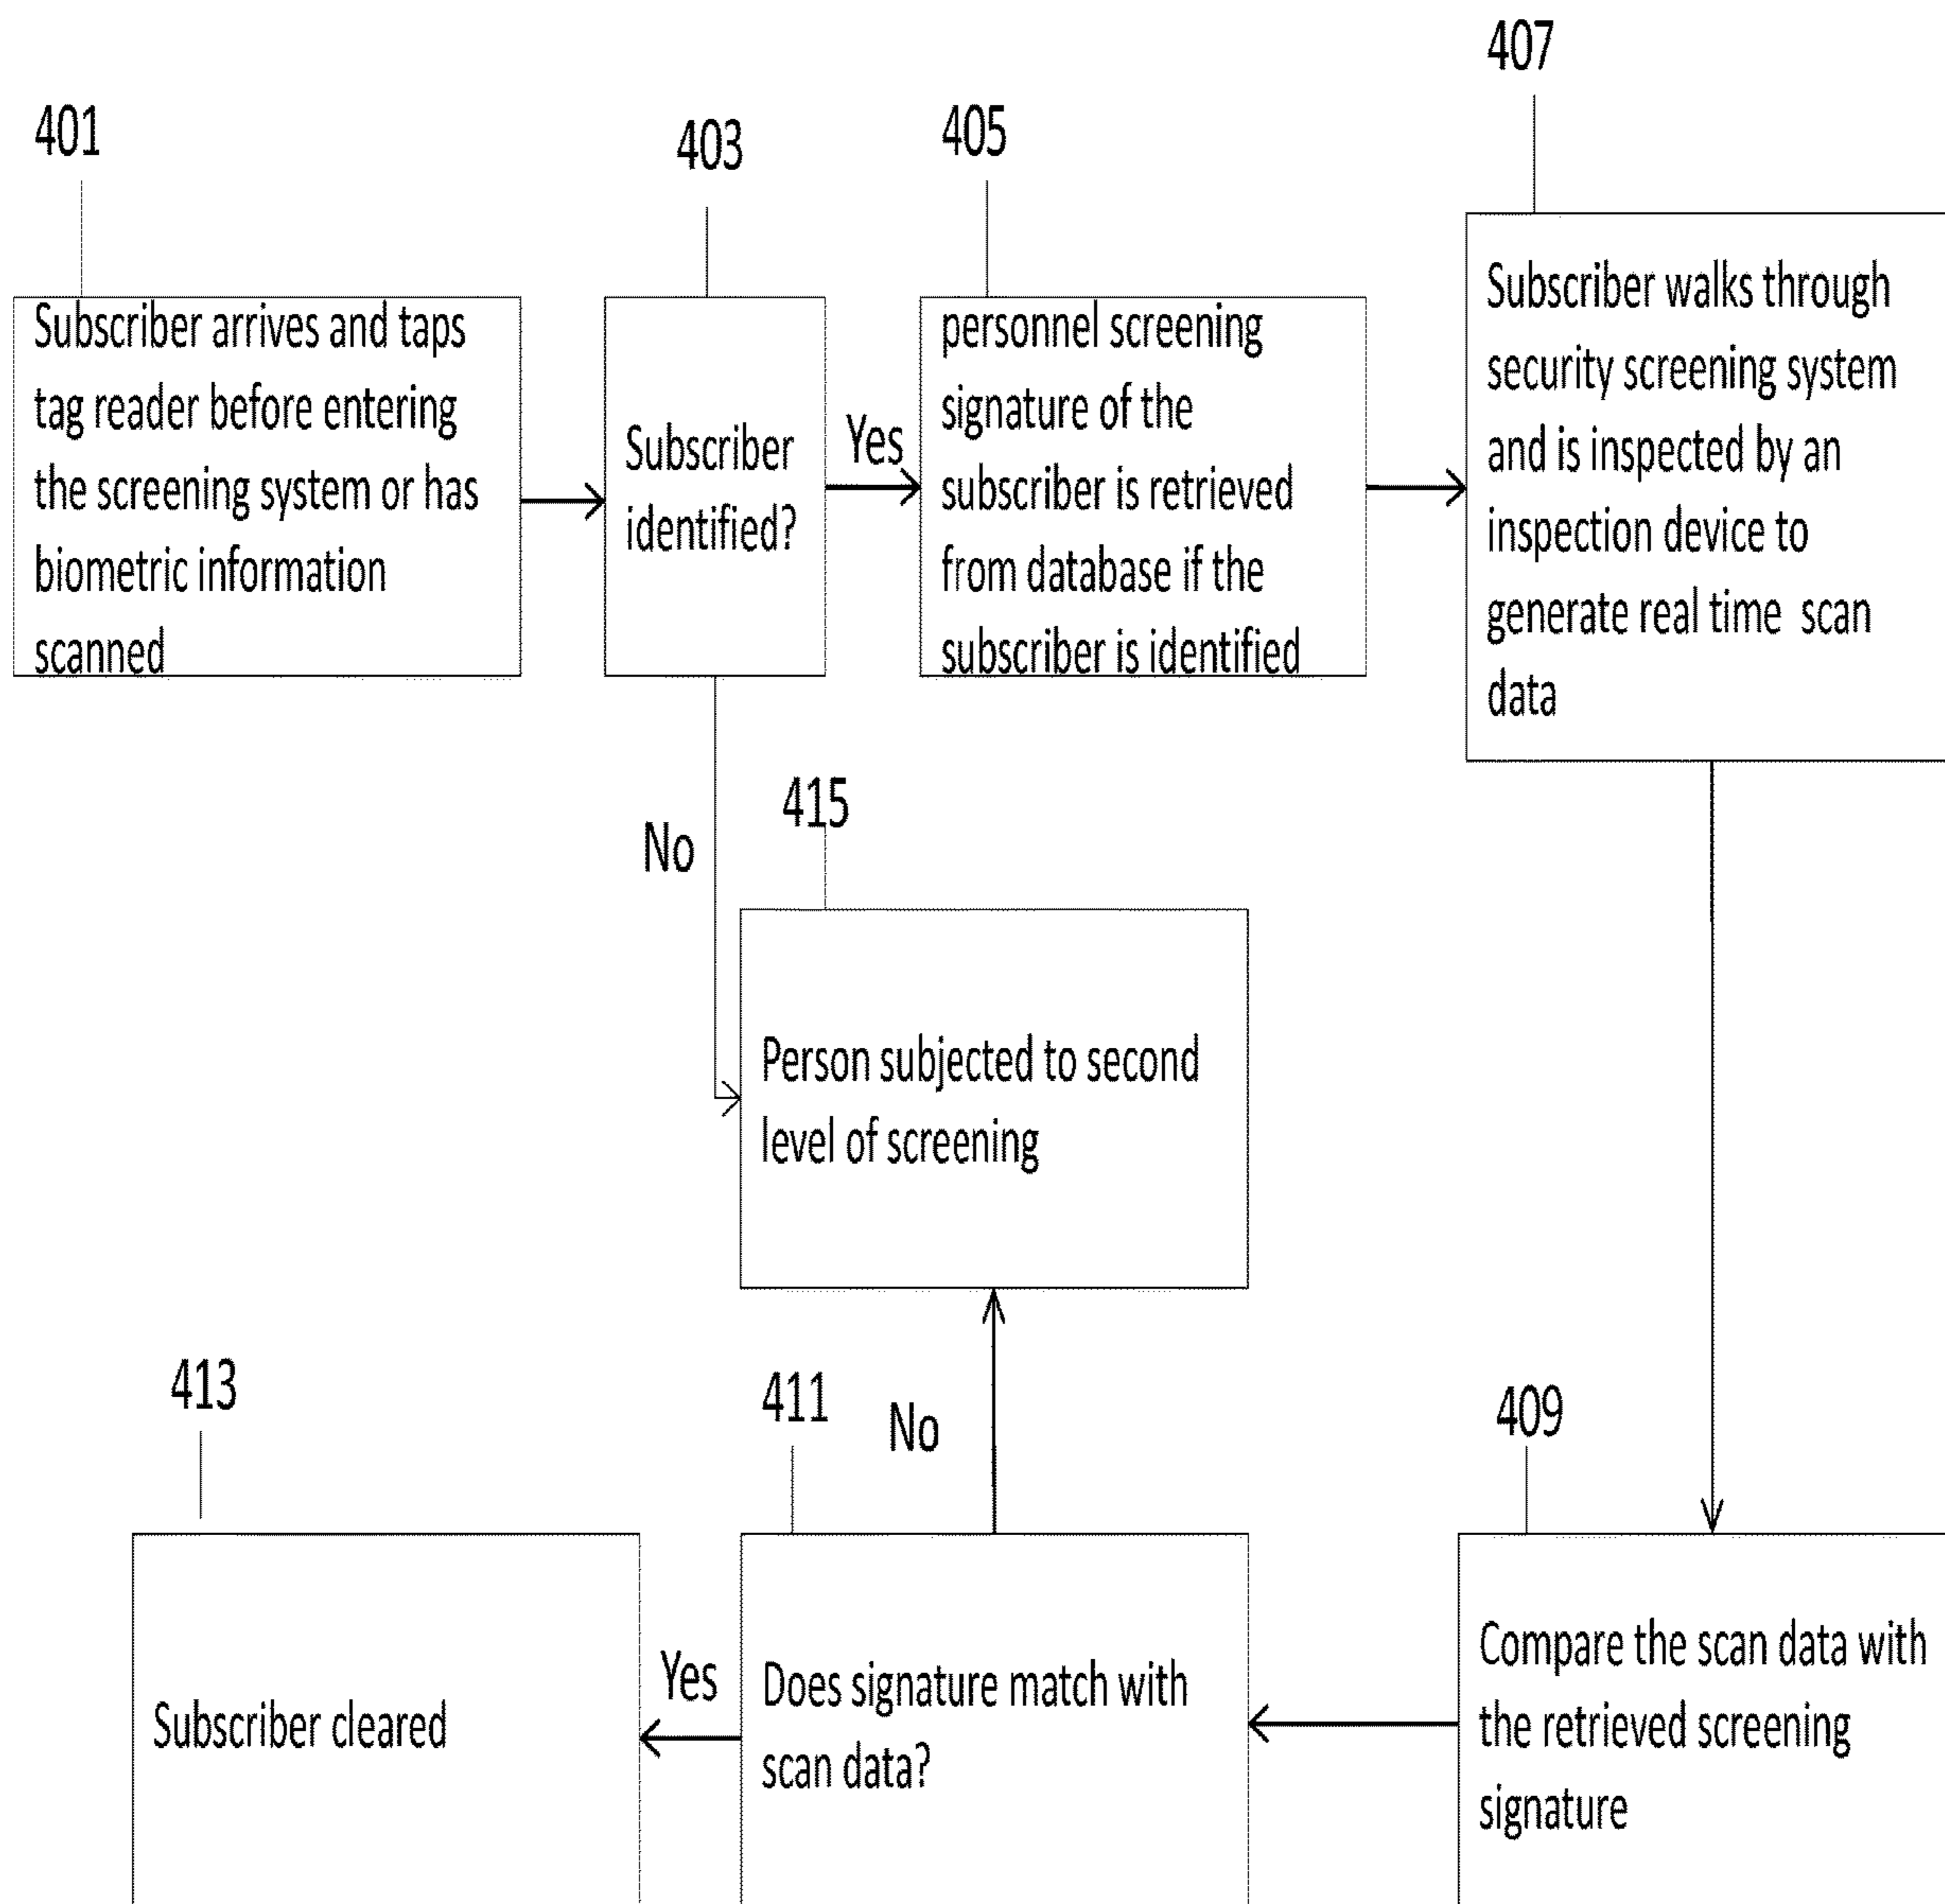 401
Subscriber arrives and taps
tag reader before entering
the screening system or has
biometric information
scanned
403
Subscriber
identified?
Yes
405
personnel screening
signature of the
subscriber is retrieved
from database if the
subscriber is identified
407
Subscriber walks through
security screening system
and is inspected by an
inspection device to
generate real time scan
data
No
415
Person subjected to second
level of screening
413
Subscriber cleared
Yes
411
No
Does signature match with
scan data?
409
Compare the scan data with
the retrieved screening
signature